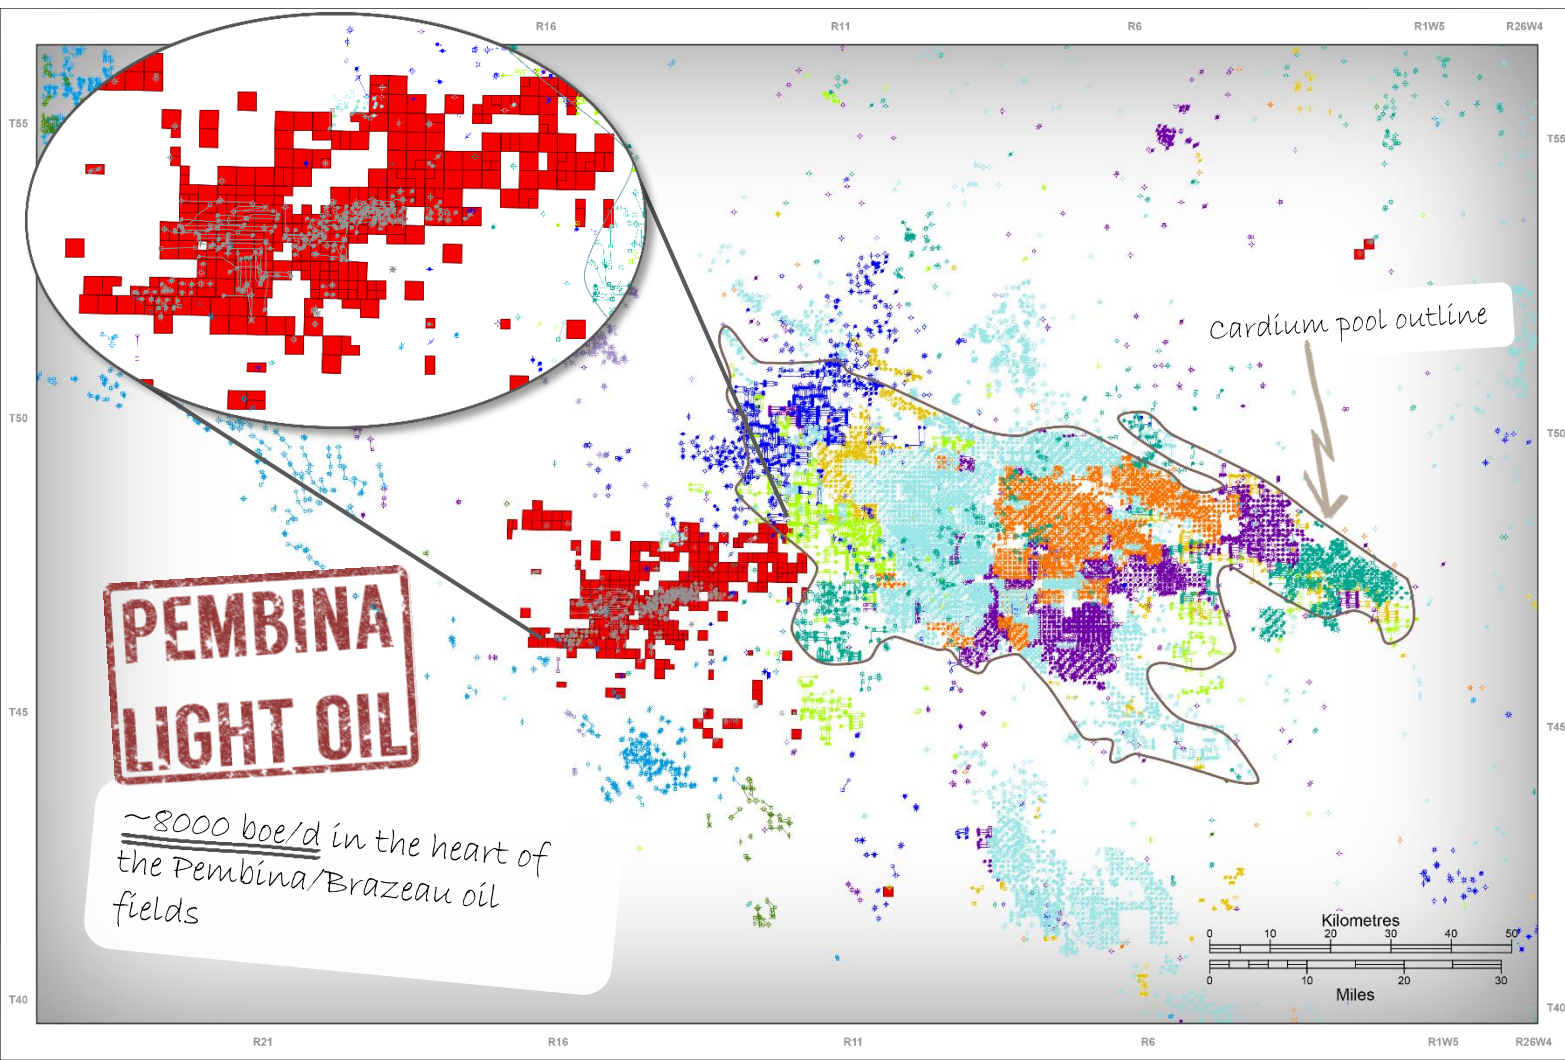 R16 R11 R6 R1W5 R26W4
T55
T55
Cardium pool outline
T50
T50
PEMBINA
LIGHT OIL
T45
T45
~8000 boe/d in the heart of
the Pembina/Brazeau oil
fields
Kilometres
0 10 20 30 40 50
0 10 20 30
Miles
T40
T40
R21 R16 R11 R6 R1W5 R26W4